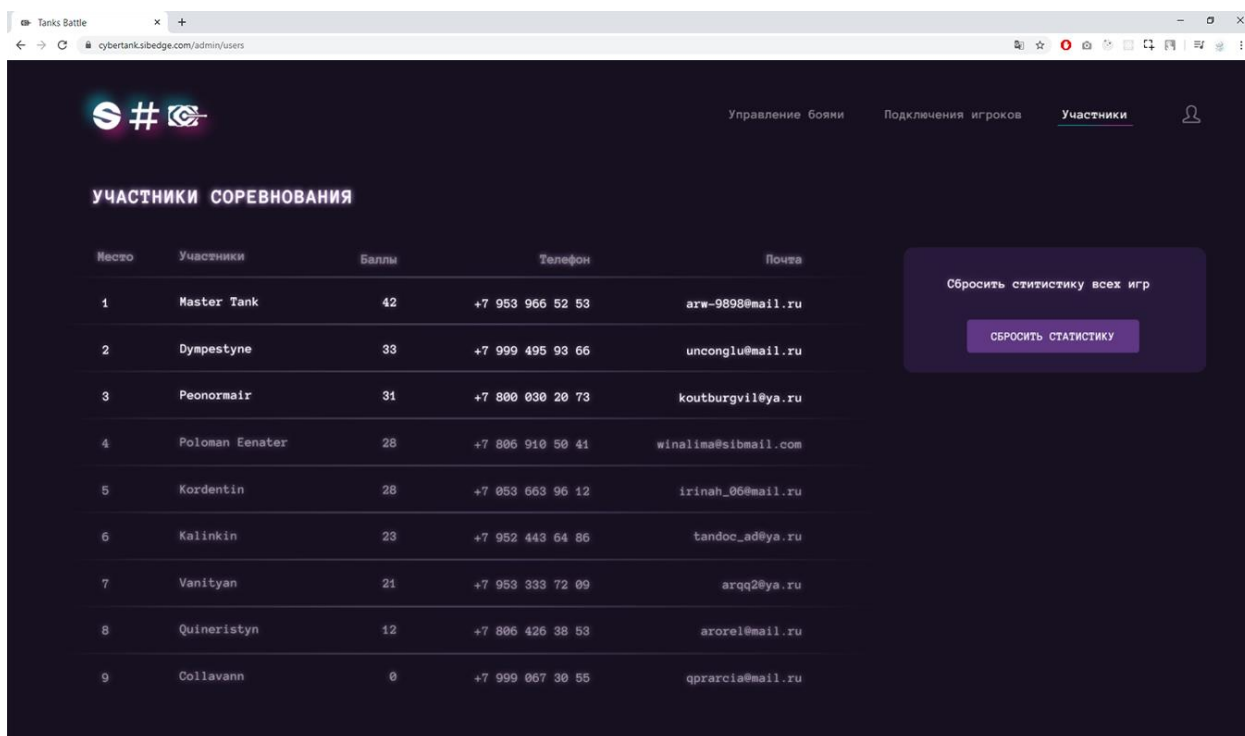 Tanks Battle
cybertank.sibedge.com/admin/users
S#
Управление боями Подключения игроков Участники
УЧАСТНИКИ СОРЕВНОВАНИЯ
Место Участники Баллы Телефон Почта
1 Master Tank 42 +7 953 966 52 53 arw-9898@mail.ru
2 Dympestyne 33 +7 999 495 93 66 unconglu@mail.ru
3 Peonormair 31 +7 800 030 20 73 koutburgvil@ya.ru
4 Poloman Eenater 28 +7 806 910 50 41 winalima@sibmail.com
5 Kordentin 28 +7 053 663 96 12 irinah_06@mail.ru
6 Kalinkin 23 +7 952 443 64 86 tandoc_ad@ya.ru
7 Vanityan 21 +7 953 333 72 09 arqq2@ya.ru
8 Quineristyn 12 +7 806 426 38 53 arorel@mail.ru
9 Collavann 0 +7 999 067 30 55 qprarcia@mail.ru
Сбросить ститистику всех игр
СБРОСИТЬ СТАТИСТИКУ